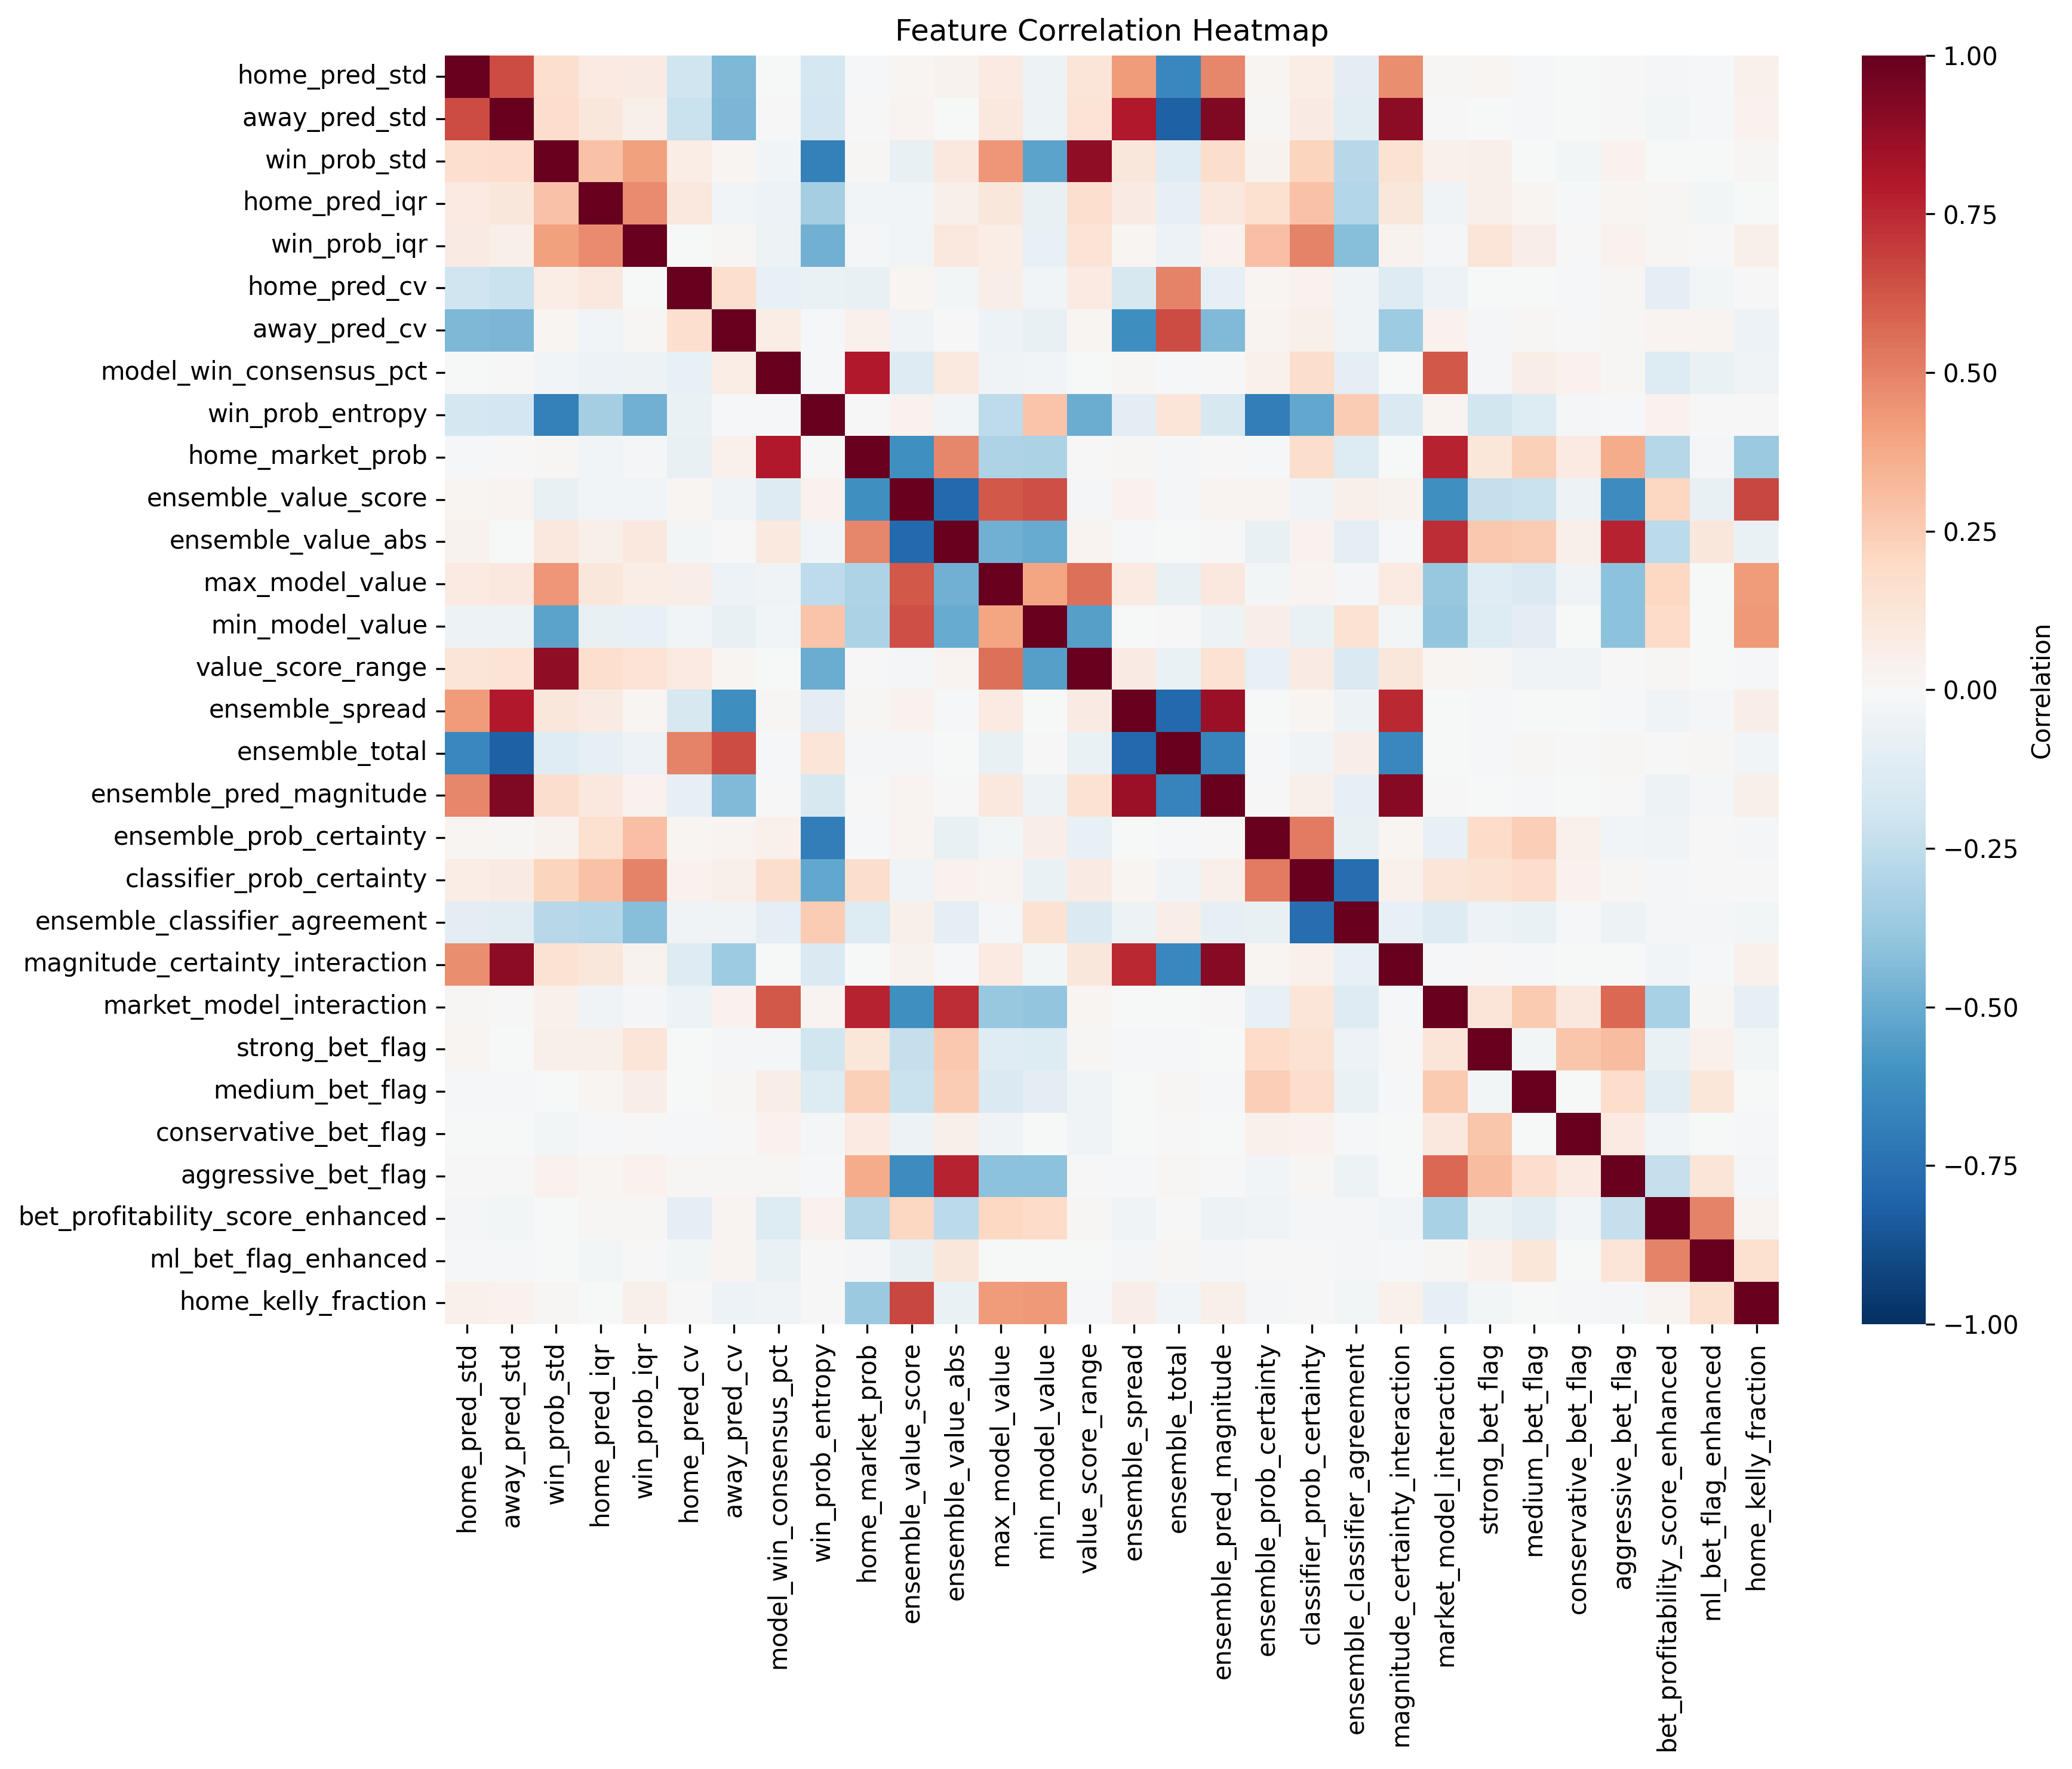 Feature Correlation Heatmap
home_pred_std
away_pred_std
win_prob_std
home_pred_iqr
win_prob_iqr
home_pred_cv
away_pred_cv
model_win_consensus_pct
win_prob_entropy
home_market_prob
ensemble_value_score
ensemble_value_abs
max_model_value
min_model_value
value_score_range
ensemble_spread
ensemble_total
ensemble_pred_magnitude
ensemble_prob_certainty
classifier_prob_certainty
ensemble_classifier_agreement
magnitude_certainty_interaction
market_model_interaction
strong_bet_flag
medium_bet_flag
conservative_bet_flag
aggressive_bet_flag
bet_profitability_score_enhanced
ml_bet_flag_enhanced
home_kelly_fraction
home_pred_std
away_pred_std
win_prob_std
home_pred_iqr
win_prob_iqr
home_pred_cv
away_pred_cv
model_win_consensus_pct
win_prob_entropy
home_market_prob
ensemble_value_score
ensemble_value_abs
max_model_value
min_model_value
value_score_range
ensemble_spread
ensemble_total
ensemble_pred_magnitude
ensemble_prob_certainty
classifier_prob_certainty
ensemble_classifier_agreement
magnitude_certainty_interaction
market_model_interaction
strong_bet_flag
medium_bet_flag
conservative_bet_flag
aggressive_bet_flag
bet_profitability_score_enhanced
ml_bet_flag_enhanced
home_kelly_fraction
1.00
0.75
0.50
0.25
0.00
−0.25
−0.50
−0.75
−1.00
Correlation